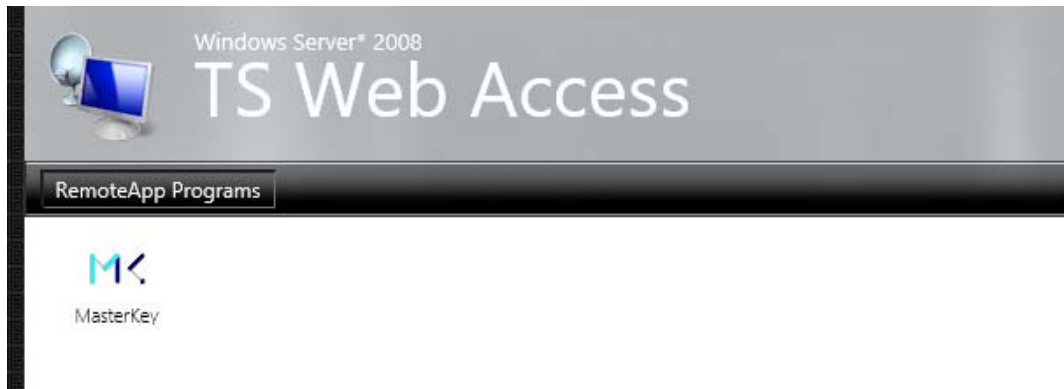 Windows Server® 2008
TS Web Access
RemoteApp Programs
MK
MasterKey